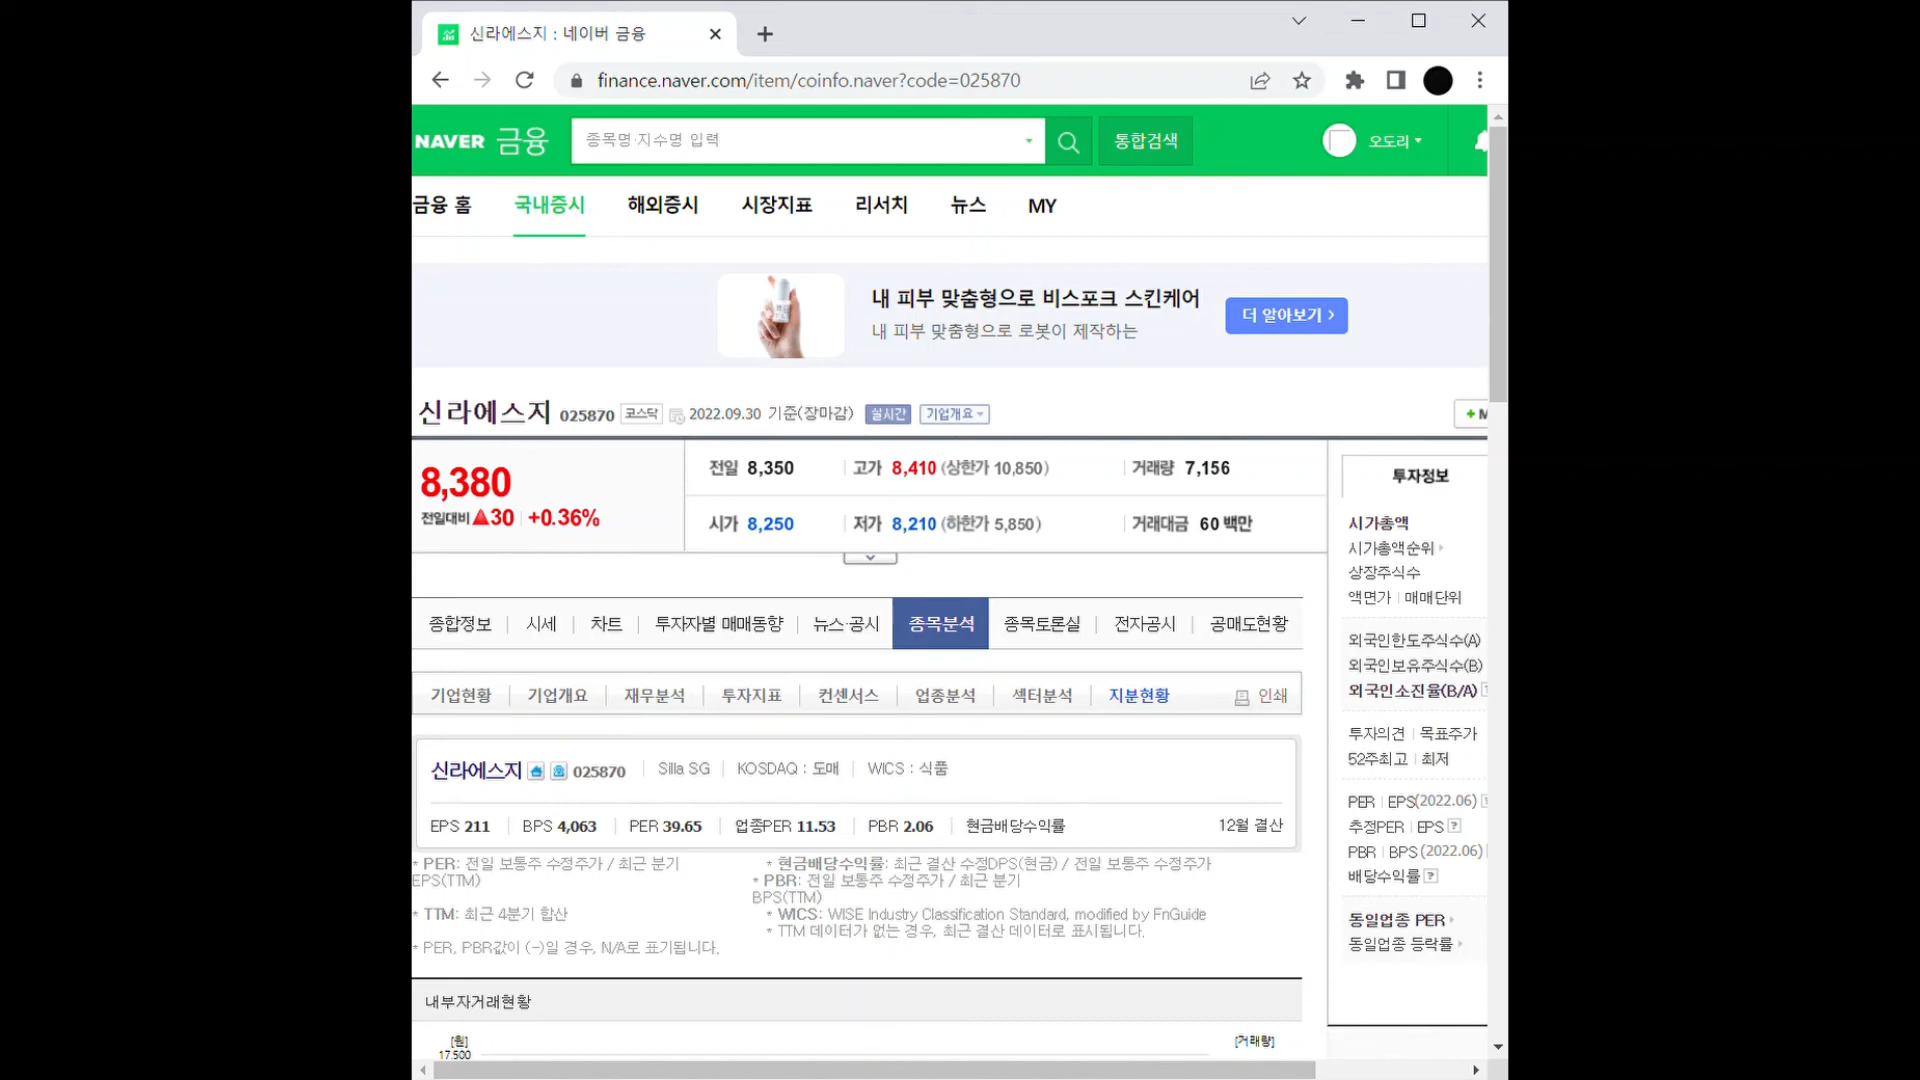 신라에스지 : 네이버 금융
finance.naver.com/item/coinfo.naver?code=025870
NAVER 금융 종목명·지수명 입력 통합검색 오도리
금융 홈 국내증시 해외증시 시장지표 리서치 뉴스 MY
내 피부 맞춤형으로 비스포크 스킨케어
내 피부 맞춤형으로 로봇이 제작하는
더 알아보기 >
신라에스지 025870 코스닥 2022.09.30 기준(장마감) 실시간 기업개요
8,380
전일대비 ▲30 +0.36%
전일 8,350 고가 8,410 (상한가 10,850) 거래량 7,156
시가 8,250 저가 8,210 (하한가 5,850) 거래대금 60 백만
종합정보 시세 차트 투자자별 매매동향 뉴스·공시 종목분석 종목토론실 전자공시 공매도현황
기업현황 기업개요 재무분석 투자지표 컨센서스 업종분석 섹터분석 지분현황 인쇄
신라에스지 025870 Silla SG KOSDAQ : 도매 WICS : 식품
EPS 211 BPS 4,063 PER 39.65 업종PER 11.53 PBR 2.06 현금배당수익률 12월 결산
* PER: 전일 보통주 수정주가 / 최근 분기
EPS(TTM)
* TTM: 최근 4분기 합산
* PER, PBR값이 (-)일 경우, N/A로 표기됩니다.
* 현금배당수익률: 최근 결산 수정DPS(현금) / 전일 보통주 수정주가
* PBR: 전일 보통주 수정주가 / 최근 분기
BPS(TTM)
* WICS: WISE Industry Classification Standard, modified by FnGuide
* TTM 데이터가 없는 경우, 최근 결산 데이터로 표시됩니다.
내부자거래현황
[원] [거래량]
17,500
+ M
투자정보
시가총액
시가총액순위
상장주식수
액면가 | 매매단위
외국인한도주식수(A)
외국인보유주식수(B)
외국인소진율(B/A) ?
투자의견 | 목표주가
52주최고 | 최저
PER | EPS(2022.06) ?
추정PER | EPS ?
PBR | BPS (2022.06)
배당수익률 ?
동일업종 PER
동일업종 등락률